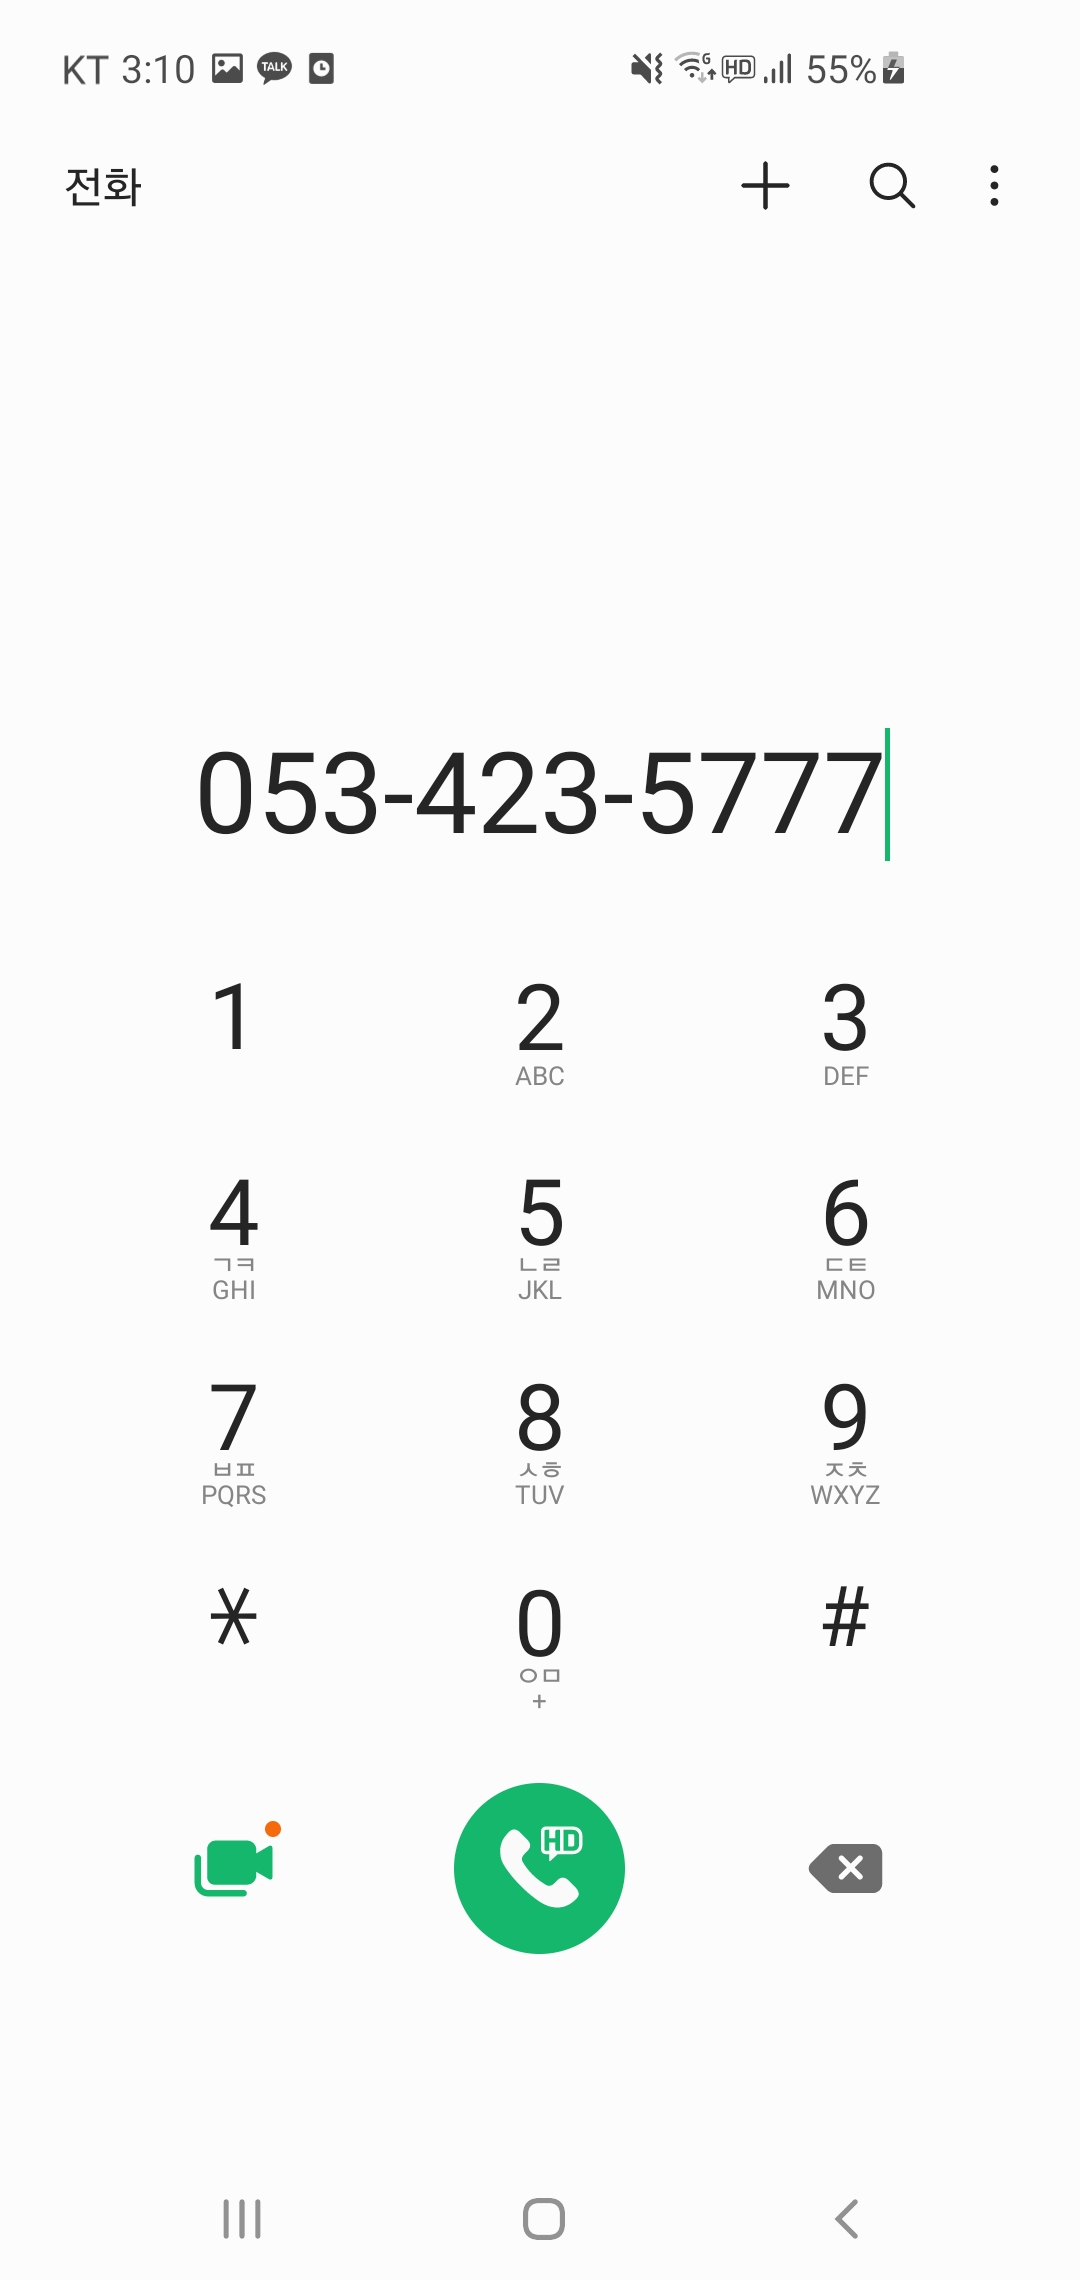 KT 3:10 TALK G HD 55%
전화
053-423-5777
1 2 3
ABC DEF
4 5 6
ㄱㅋ ㄴㄹ ㄷㅌ
GHI JKL MNO
7 8 9
ㅂㅍ ㅅㅎ ㅈㅊ
PQRS TUV WXYZ
* 0 #
ㅇㅁ
+
HD